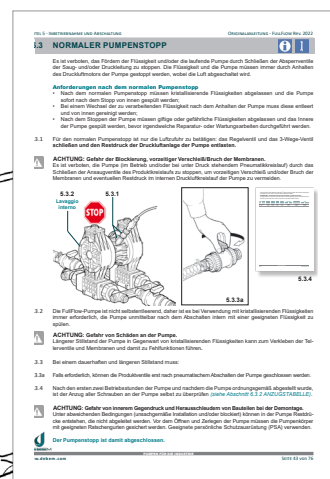 PITEL 5 - INBETRIEBNAHME UND ABSCHALTUNG
ORIGINALANLEITUNG - FULLFLOW REV. 2022
5.3 NORMALER PUMPENSTOPP
Es ist verboten, das Fördern der Flüssigkeit und/oder die laufende Pumpe durch Schließen der Absperrventile
der Saug- und/oder Druckleitung zu stoppen. Die Flüssigkeit und die Pumpe müssen immer durch Anhalten
des Druckluftmotors der Pumpe gestoppt werden, wobei die Luft abgeschaltet wird.
Anforderungen nach dem normalen Pumpenstopp
• Nach dem normalen Pumpenstopp müssen kristallisierende Flüssigkeiten abgelassen und die Pumpe
sofort nach dem Stopp von innen gespült werden;
• Bei einem Wechsel der zu verarbeitenden Flüssigkeit nach dem Anhalten der Pumpe muss diese entleert
und von innen gereinigt werden;
• Nach dem Stoppen der Pumpe müssen giftige oder gefährliche Flüssigkeiten abgelassen und das Innere
der Pumpe gespült werden, bevor irgendwelche Reparatur- oder Wartungsarbeiten durchgeführt werden.
3.1 Für den normalen Pumpenstopp ist nur die Luftzufuhr zu betätigen: das Regelventil und das 3-Wege-Ventil
schließen und den Restdruck der Druckluftanlage der Pumpe entlasten.
ACHTUNG: Gefahr der Blockierung, vorzeitiger Verschleiß/Bruch der Membranen.
Es ist verboten, die Pumpe (im Betrieb und/oder bei unter Druck stehendem Pneumatikkreislauf) durch das
Schließen der Ansaugventile des Produktkreislaufs zu stoppen, um vorzeitigen Verschleiß und/oder Bruch der
Membranen und eventuellen Restdruck im internen Druckluftkreislauf der Pumpe zu vermeiden.
5.3.2
Lavaggio
interno
5.3.1
STOP
5.3.3a
5.3.4
3.2 Die FullFlow-Pumpe ist nicht selbstentleerend, daher ist es bei Verwendung mit kristallisierenden Flüssigkeiten
immer erforderlich, die Pumpe unmittelbar nach dem Abschalten intern mit einer geeigneten Flüssigkeit zu
spülen.
ACHTUNG: Gefahr von Schäden an der Pumpe.
Längerer Stillstand der Pumpe in Gegenwart von kristallisierenden Flüssigkeiten kann zum Verkleben der Tel-
lerventile und Membranen und damit zu Fehlfunktionen führen.
3.3 Bei einem dauerhaften und längeren Stillstand muss:
3.3a Falls erforderlich, können die Produktventile erst nach pneumatischem Abschalten der Pumpe geschlossen werden.
3.4 Nach den ersten zwei Betriebsstunden der Pumpe und nachdem die Pumpe ordnungsgemäß abgestellt wurde,
ist der Anzug aller Schrauben an der Pumpe selbst zu überprüfen (siehe Abschnitt 6.3.2 ANZUGSTABELLE).
ACHTUNG: Gefahr von innerem Gegendruck und Herausschleudern von Bauteilen bei der Demontage.
Unter abweichenden Bedingungen (unsachgemäße Installation und/oder blockiert) können in der Pumpe Restdrü-
cke entstehen, die nicht abgeleitet werden. Vor dem Öffnen und Zerlegen der Pumpe müssen die Pumpenkörper
mit geeigneten Ratschengurten gesichert werden. Geeignete persönliche Schutzausrüstung (PSA) verwenden.
Der Pumpenstopp ist damit abgeschlossen.
PUMPEN FÜR DIE INDUSTRIE
w.debem.com
SEITE 43 VON 76